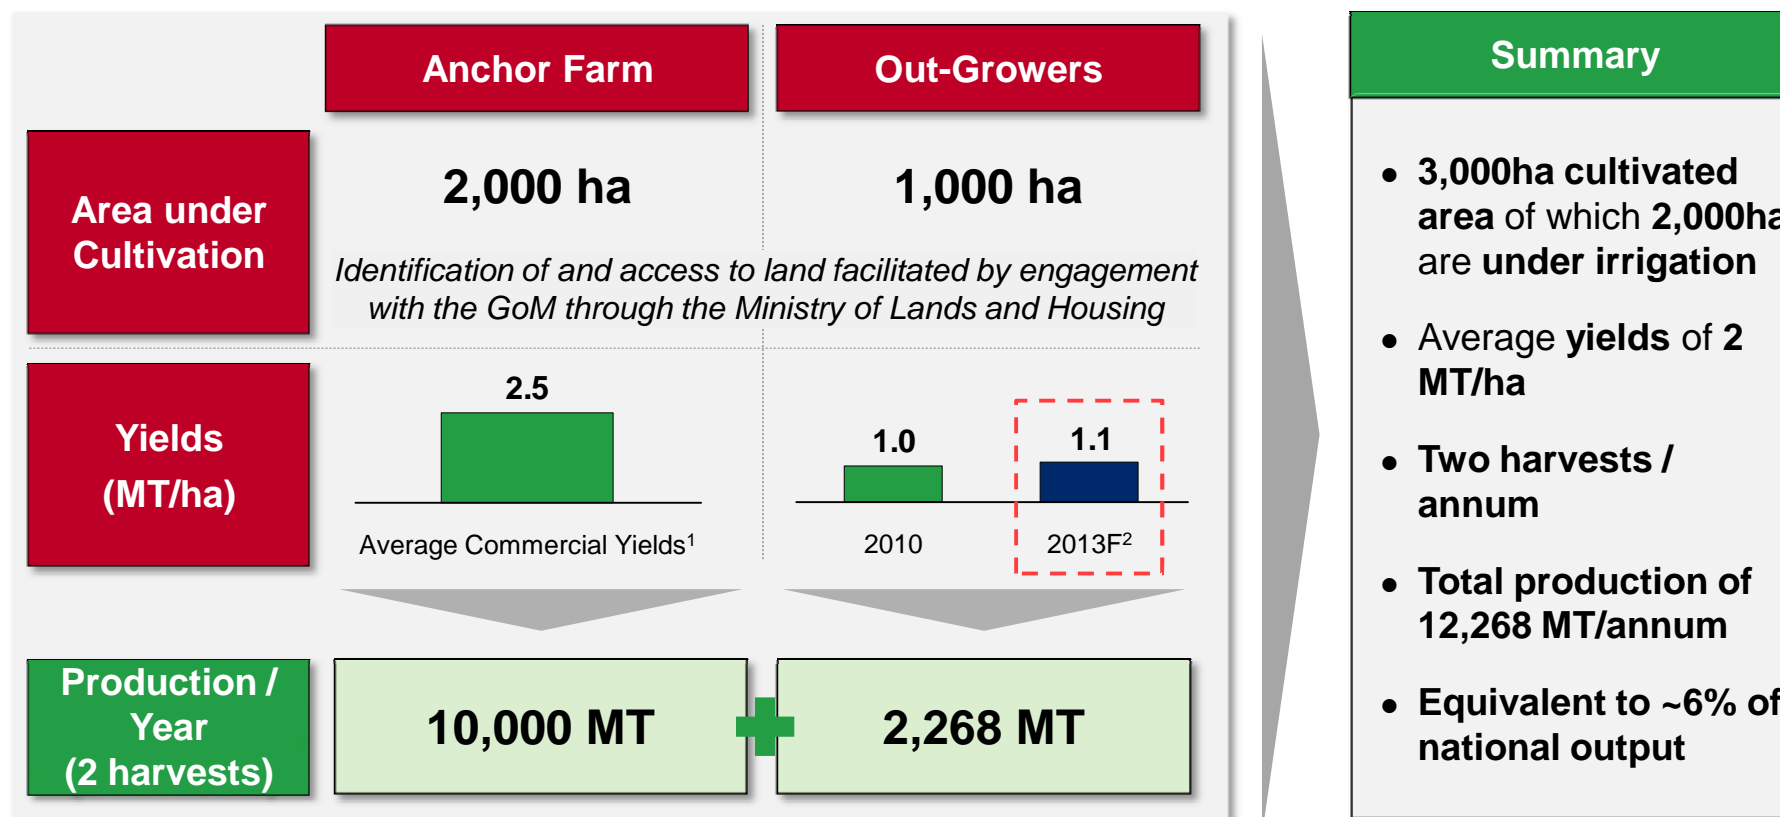 Anchor Farm
Out-Growers
Area under
Cultivation
2,000 ha
1,000 ha
Identification of and access to land facilitated by engagement
with the GoM through the Ministry of Lands and Housing
Yields
(MT/ha)
2.5
Average Commercial Yields¹
1.0
1.1
2010
2013F²
Production /
Year
(2 harvests)
10,000 MT
2,268 MT
Summary
• 3,000ha cultivated
area of which 2,000ha
are under irrigation
• Average yields of 2
MT/ha
• Two harvests /
annum
• Total production of
12,268 MT/annum
• Equivalent to ~6% of
national output